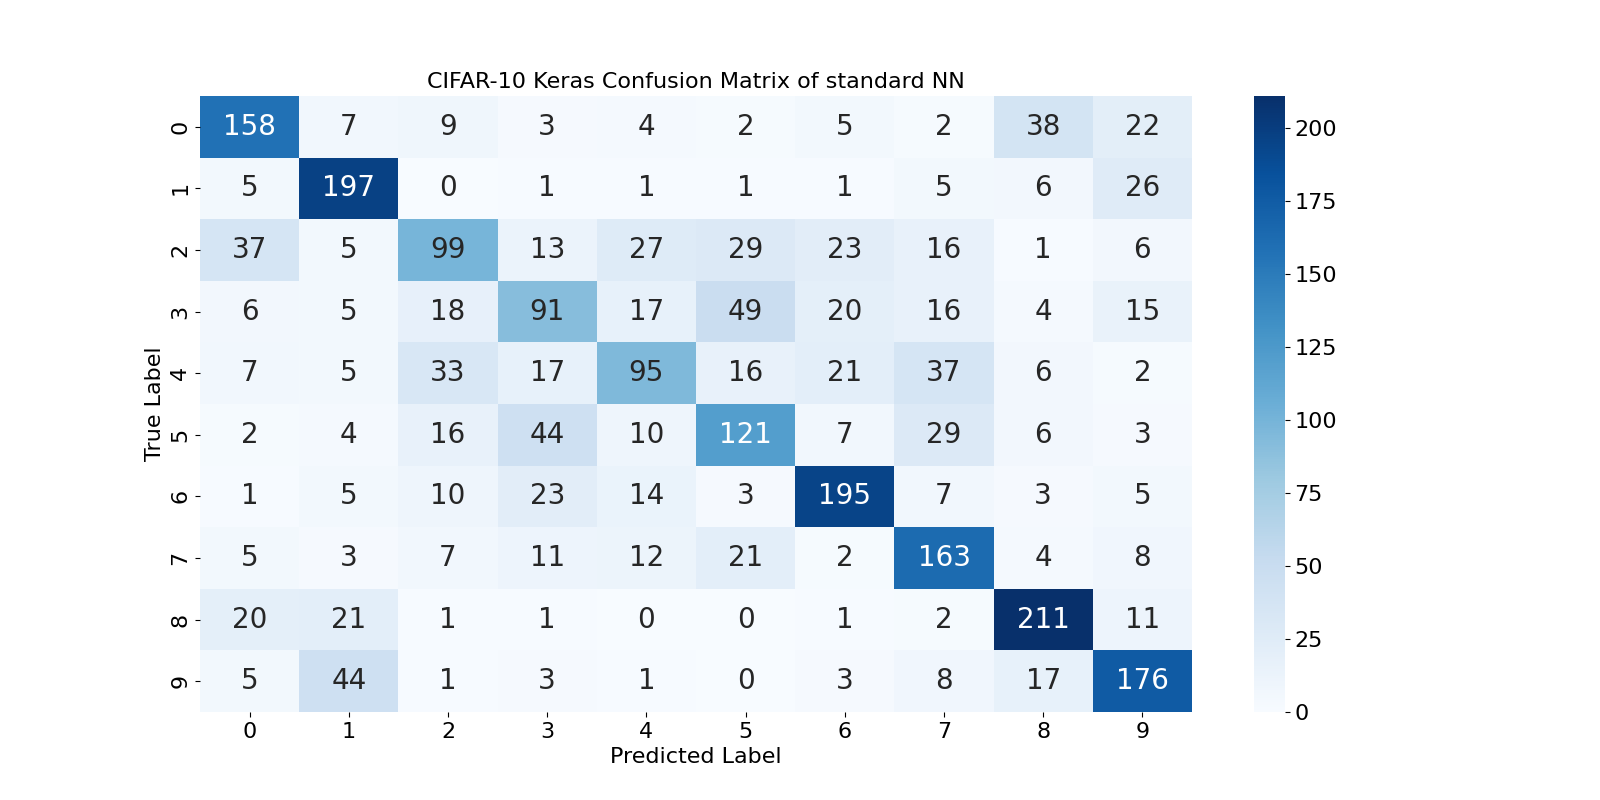 CIFAR-10 Keras Confusion Matrix of standard NN
0 158 7 9 3 4 2 5 2 38 22
1 5 197 0 1 1 1 1 5 6 26
2 37 5 99 13 27 29 23 16 1 6
3 6 5 18 91 17 49 20 16 4 15
4 7 5 33 17 95 16 21 37 6 2
5 2 4 16 44 10 121 7 29 6 3
6 1 5 10 23 14 3 195 7 3 5
7 5 3 7 11 12 21 2 163 4 8
8 20 21 1 1 0 0 1 2 211 11
9 5 44 1 3 1 0 3 8 17 176
0 1 2 3 4 5 6 7 8 9
Predicted Label
True Label
200
175
150
125
100
75
50
25
0